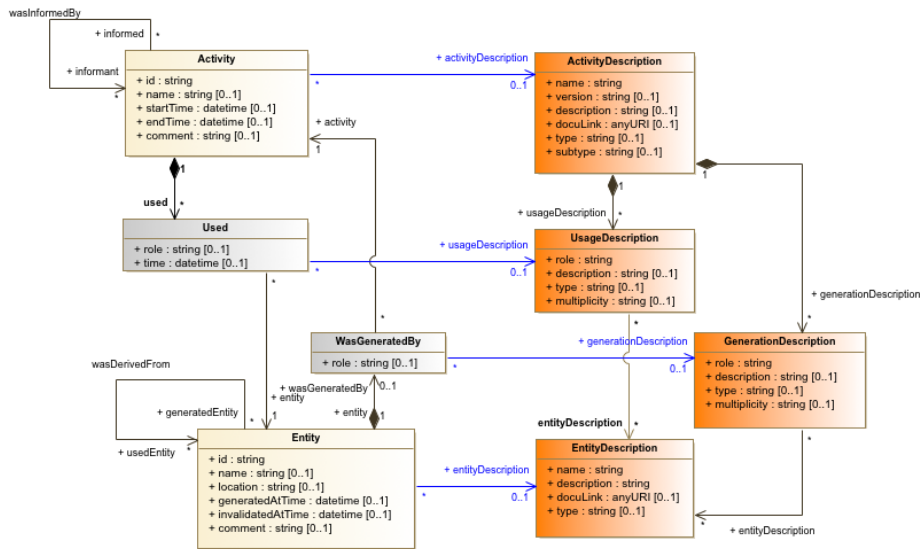 wasInformedBy
+ informed
*
+ informant
*
Activity
+ id : string
+ name : string [0..1]
+ startTime : datetime [0..1]
+ endTime : datetime [0..1]
+ comment : string [0..1]
+ activityDescription
*
0..1
ActivityDescription
+ name : string
+ version : string [0..1]
+ description : string [0..1]
+ docuLink : anyURI [0..1]
+ type : string [0..1]
+ subtype : string [0..1]
+ activity
1
1
used
*
1
+ usageDescription
*
1
Used
+ role : string [0..1]
+ time : datetime [0..1]
+ usageDescription
*
0..1
UsageDescription
+ role : string
+ description : string [0..1]
+ type : string [0..1]
+ multiplicity : string [0..1]
+ generationDescription
*
*
*
*
WasGeneratedBy
+ role : string [0..1]
+ generationDescription
*
0..1
GenerationDescription
+ role : string
+ description : string [0..1]
+ type : string [0..1]
+ multiplicity : string [0..1]
wasDerivedFrom
+ generatedEntity
*
+ usedEntity
*
+ wasGeneratedBy
0..1
+ entity
1
+ entity
1
entityDescription
*
*
Entity
+ id : string
+ name : string [0..1]
+ location : string [0..1]
+ generatedAtTime : datetime [0..1]
+ invalidatedAtTime : datetime [0..1]
+ comment : string [0..1]
+ entityDescription
*
0..1
EntityDescription
+ name : string
+ description : string
+ docuLink : anyURI [0..1]
+ type : string [0..1]
*
+ entityDescription